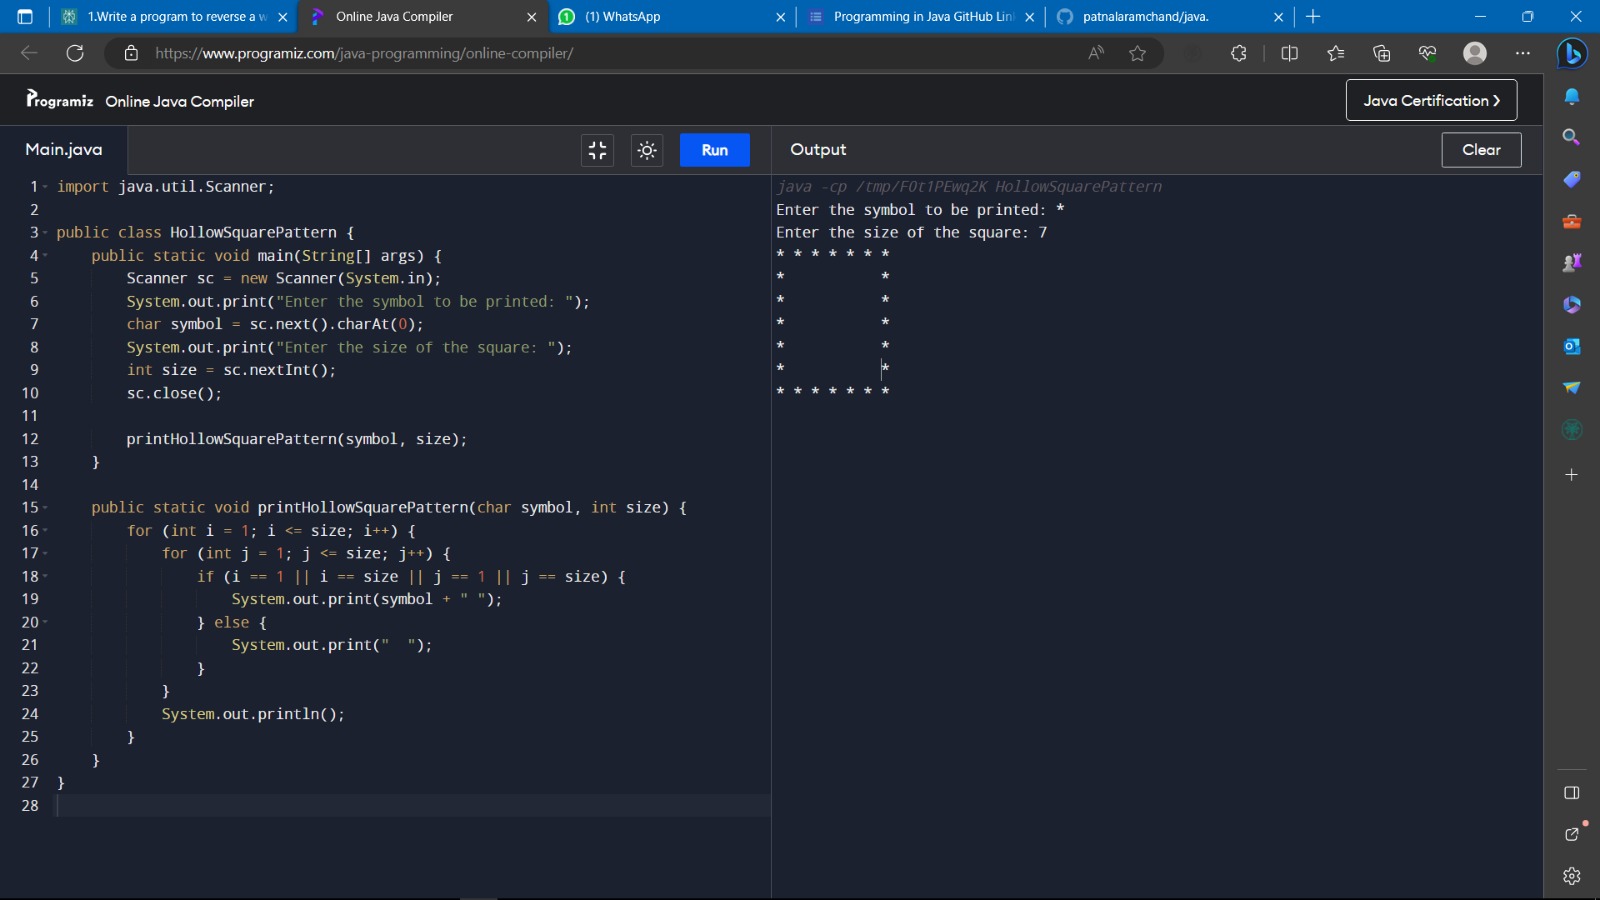 1.Write a program to reverse a w
Online Java Compiler
(1) WhatsApp
Programming in Java GitHub Lin
patnalaramchand/java.
https://www.programiz.com/java-programming/online-compiler/
Programiz Online Java Compiler
Java Certification ❯
Main.java
Run
Output
Clear
1 import java.util.Scanner;
2
3 public class HollowSquarePattern {
4     public static void main(String[] args) {
5         Scanner sc = new Scanner(System.in);
6         System.out.print("Enter the symbol to be printed: ");
7         char symbol = sc.next().charAt(0);
8         System.out.print("Enter the size of the square: ");
9         int size = sc.nextInt();
10         sc.close();
11
12         printHollowSquarePattern(symbol, size);
13     }
14
15     public static void printHollowSquarePattern(char symbol, int size) {
16         for (int i = 1; i <= size; i++) {
17             for (int j = 1; j <= size; j++) {
18                 if (i == 1 || i == size || j == 1 || j == size) {
19                     System.out.print(symbol + " ");
20                 } else {
21                     System.out.print("  ");
22                 }
23             }
24             System.out.println();
25         }
26     }
27 }
28
java -cp /tmp/FOt1PEwq2K HollowSquarePattern
Enter the symbol to be printed: *
Enter the size of the square: 7
* * * * * * *
*           *
*           *
*           *
*           *
*           *
* * * * * * *